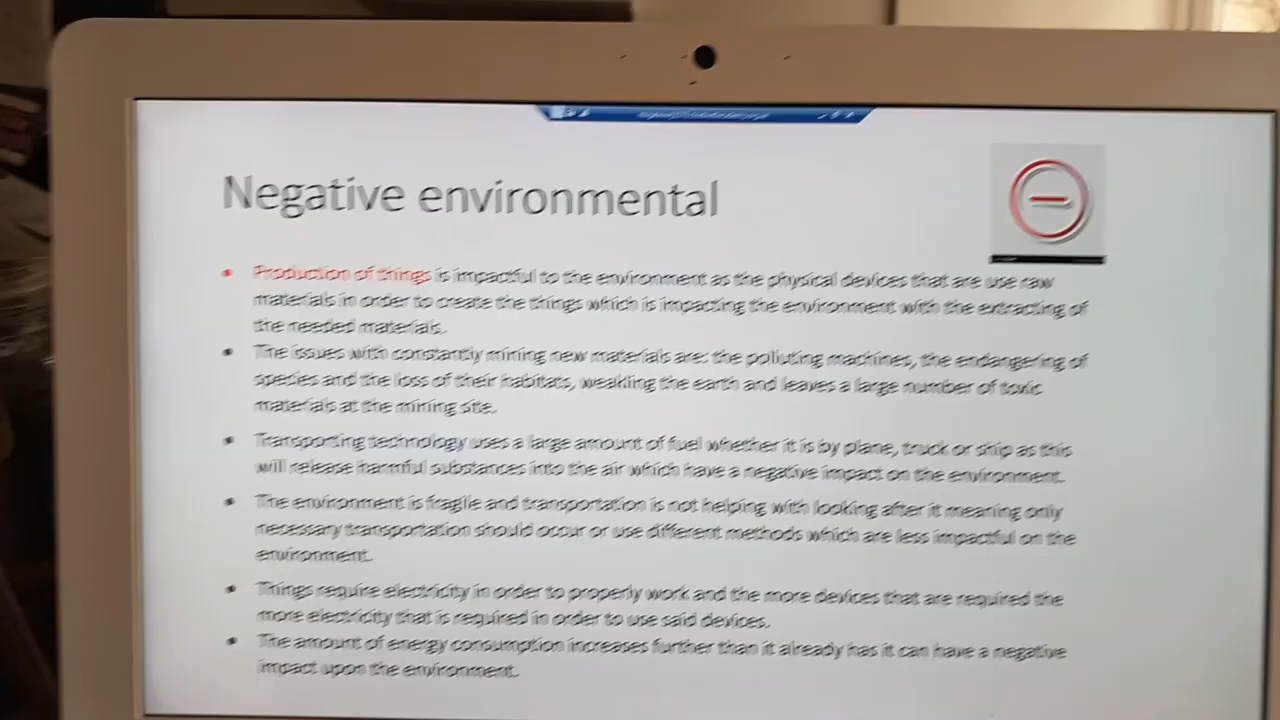 Negative environmental
• Production of things is impactful to the environment as the physical devices that are use raw
materials in order to create the things which is impacting the environment with the extracting of
the needed materials.
• The issues with constantly mining new materials are: the polluting machines, the endangering of
species and the loss of their habitats, weakling the earth and leaves a large number of toxic
materials at the mining site.
• Transporting technology uses a large amount of fuel whether it is by plane, truck or ship as this
will release harmful substances into the air which have a negative impact on the environment.
• The environment is fragile and transportation is not helping with looking after it meaning only
necessary transportation should occur or use different methods which are less impactful on the
environment.
• Things require electricity in order to properly work and the more devices that are required the
more electricity that is required in order to use said devices.
• The amount of energy consumption increases further than it already has it can have a negative
impact upon the environment.